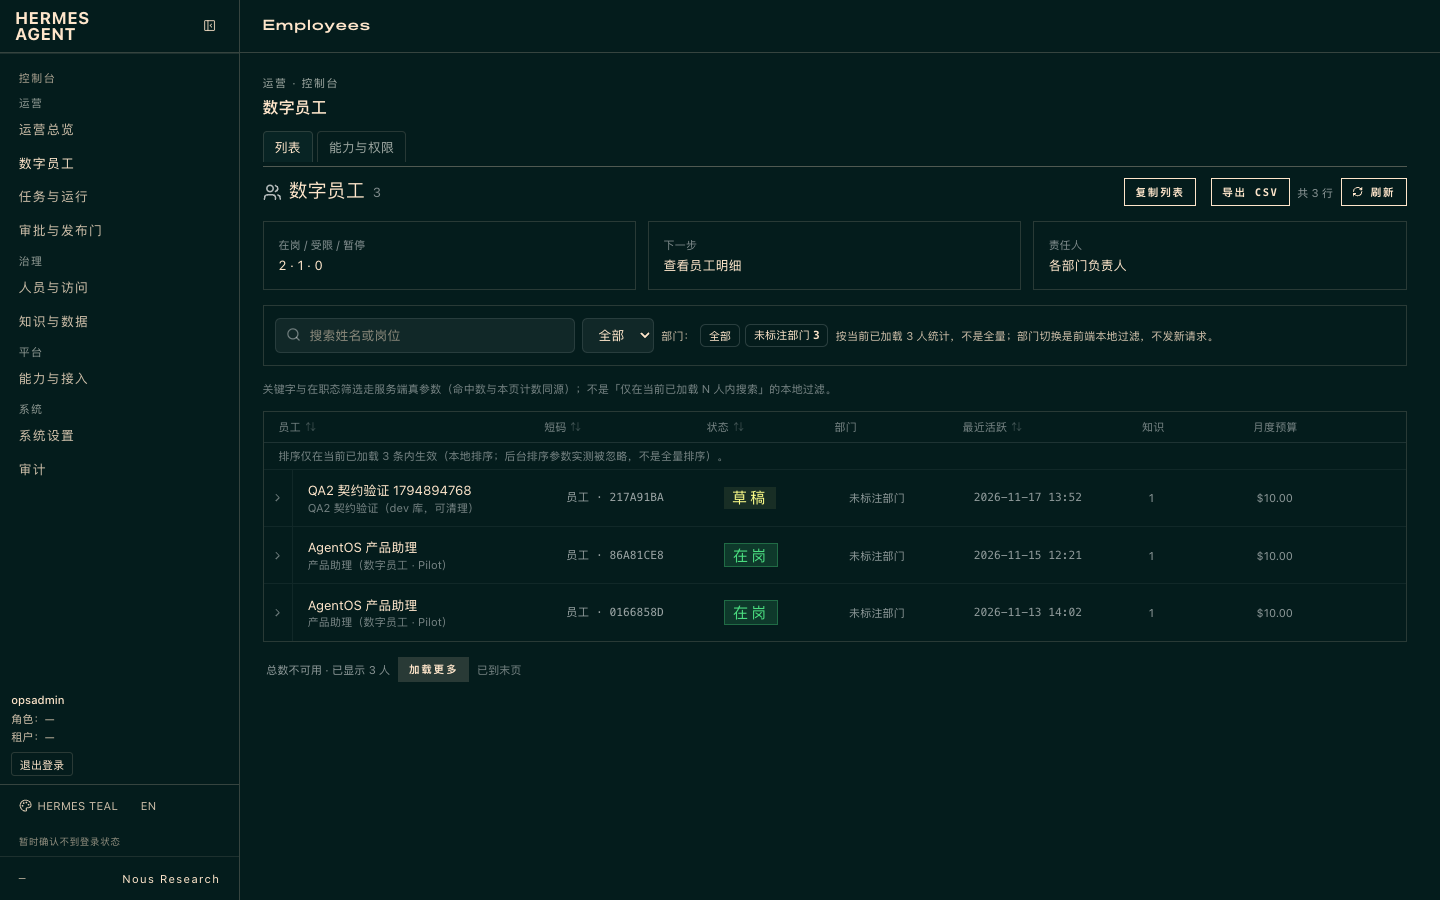 HERMES
AGENT
控制台
运营
运营总览
数字员工
任务与运行
审批与发布门
治理
人员与访问
知识与数据
平台
能力与接入
系统
系统设置
审计
opsadmin
角色: —
租户: —
退出登录
HERMES TEAL EN
暂时确认不到登录状态
— Nous Research
Employees
运营 · 控制台
数字员工
列表 能力与权限
数字员工 3 复制列表 导出 CSV 共 3 行 刷新
在岗 / 受限 / 暂停
2 · 1 · 0
下一步
查看员工明细
责任人
各部门负责人
搜索姓名或岗位 全部 部门: 全部 未标注部门 3 按当前已加载 3 人统计，不是全量；部门切换是前端本地过滤，不发新请求。
关键字与在职态筛选走服务端真参数（命中数与本页计数同源）；不是「仅在当前已加载 N 人内搜索」的本地过滤。
员工 短码 状态 部门 最近活跃 知识 月度预算
排序仅在当前已加载 3 条内生效（本地排序；后台排序参数实测被忽略，不是全量排序）。
QA2 契约验证 1794894768 员工 · 217A91BA 草稿 未标注部门 2026-11-17 13:52 1 $10.00
QA2 契约验证（dev 库，可清理）
AgentOS 产品助理 员工 · 86A81CE8 在岗 未标注部门 2026-11-15 12:21 1 $10.00
产品助理（数字员工 · Pilot）
AgentOS 产品助理 员工 · 0166858D 在岗 未标注部门 2026-11-13 14:02 1 $10.00
产品助理（数字员工 · Pilot）
总数不可用 · 已显示 3 人 加载更多 已到末页